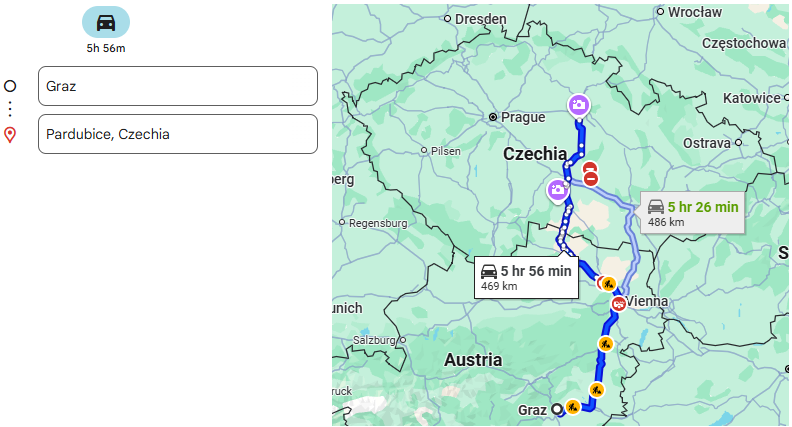 5h 56m
Graz
Pardubice, Czechia
Dresden
Wrocław
Częstochowa
Katowice
Prague
Pilsen
Czechia
Ostrava
erg
Regensburg
5 hr 26 min
486 km
S
5 hr 56 min
469 km
Vienna
unich
Salzburg
Austria
ruck
Graz